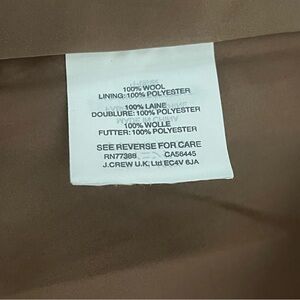 100% WOOL
LINING: 100% POLYESTER
100% LAINE
DOUBLURE: 100% POLYESTER
100% WOLLE
FUTTER: 100% POLYESTER
SEE REVERSE FOR CARE
RN77388 CA56445
J.CREW U.K, Ltd EC4V 6JA